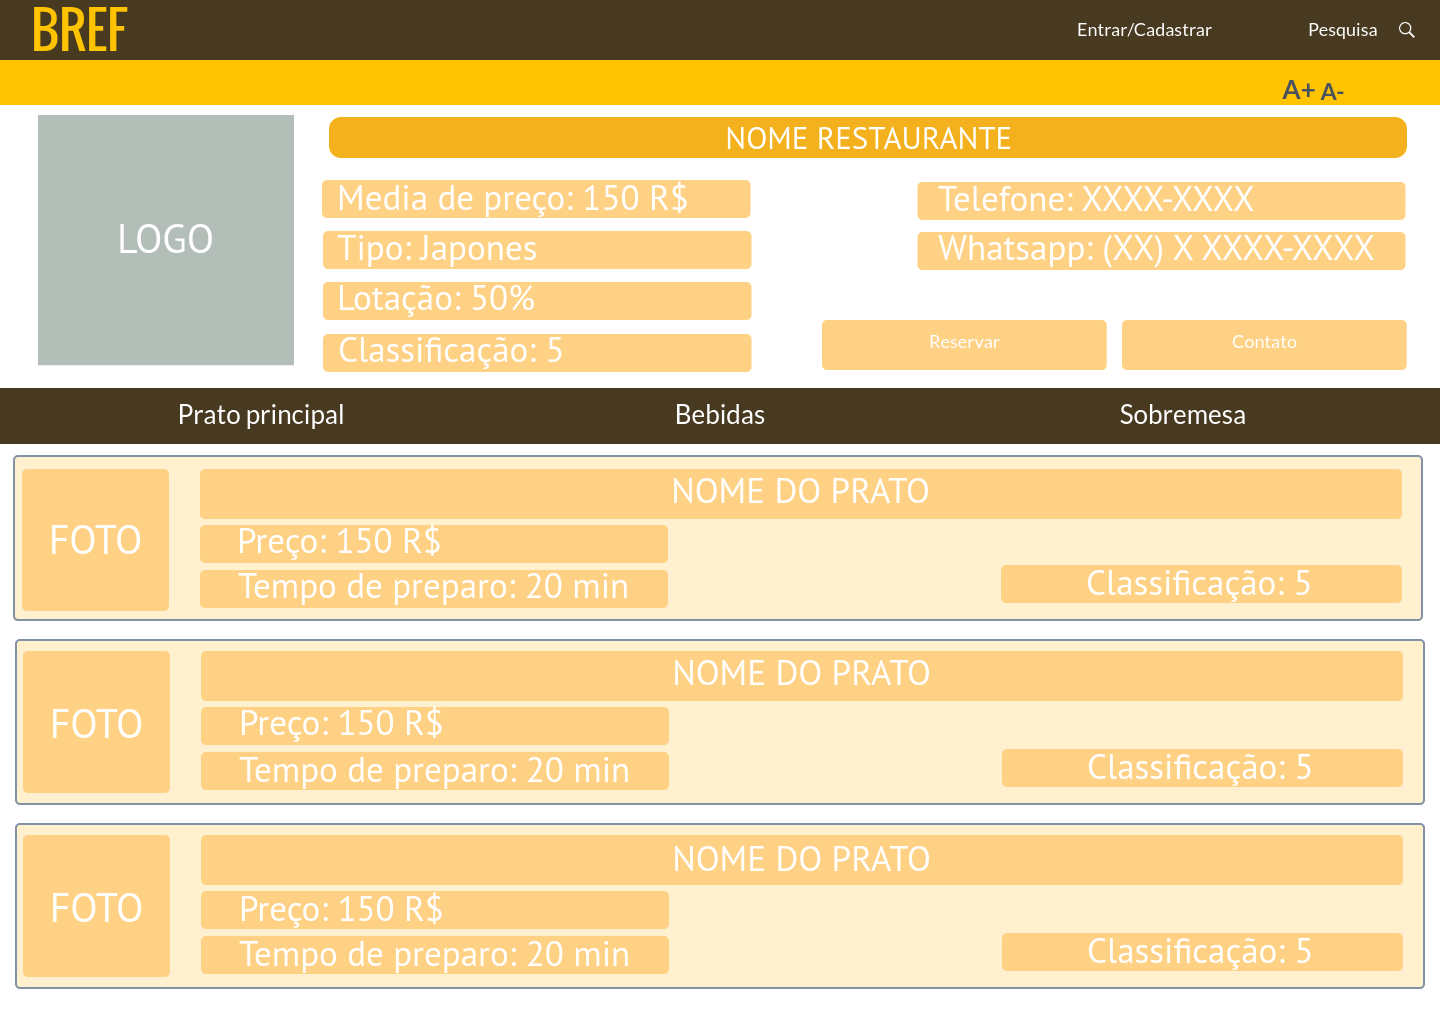 BREF
Entrar/Cadastrar
Pesquisa
A+ A-
LOGO
NOME RESTAURANTE
Media de preço: 150 R$
Tipo: Japones
Lotação: 50%
Classificação: 5
Telefone: XXXX-XXXX
Whatsapp: (XX) X XXXX-XXXX
Reservar
Contato
Prato principal
Bebidas
Sobremesa
FOTO
NOME DO PRATO
Preço: 150 R$
Tempo de preparo: 20 min
Classificação: 5
FOTO
NOME DO PRATO
Preço: 150 R$
Tempo de preparo: 20 min
Classificação: 5
FOTO
NOME DO PRATO
Preço: 150 R$
Tempo de preparo: 20 min
Classificação: 5